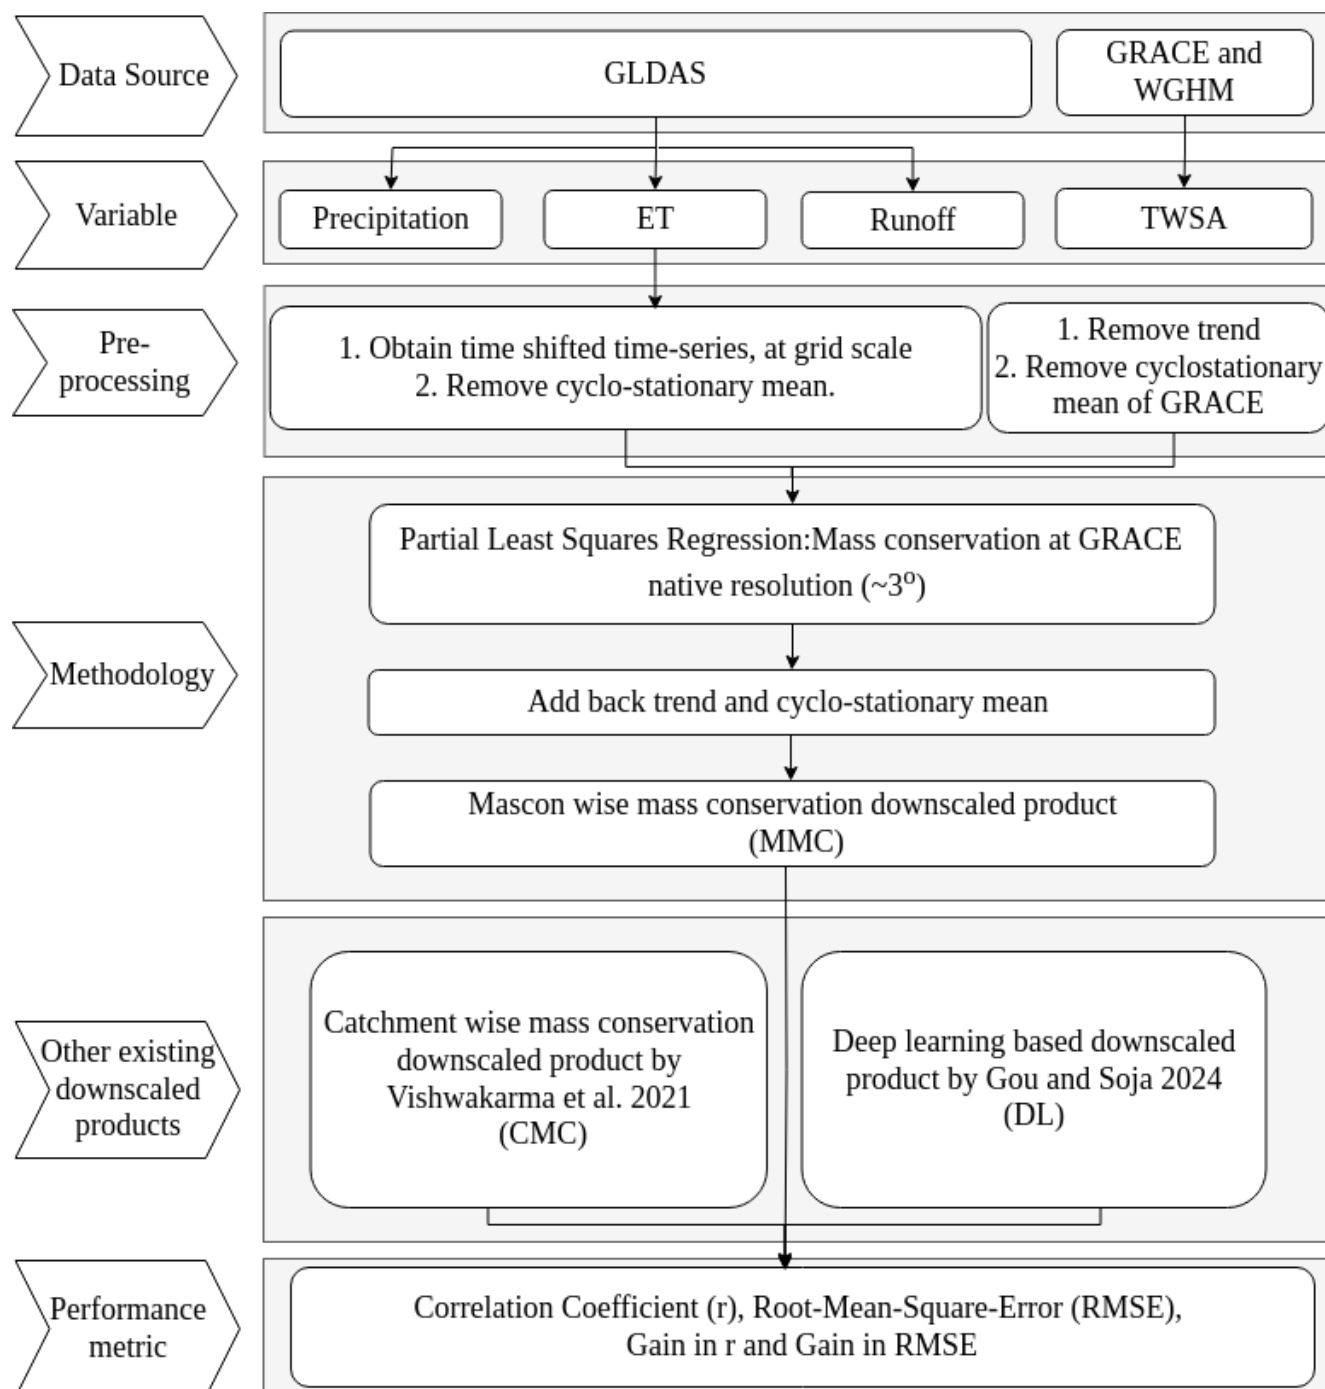 Data Source
GLDAS
GRACE and
WGHM
Variable
Precipitation
ET
Runoff
TWSA
Pre-
processing
1. Obtain time shifted time-series, at grid scale
2. Remove cyclo-stationary mean.
1. Remove trend
2. Remove cyclostationary
mean of GRACE
Methodology
Partial Least Squares Regression:Mass conservation at GRACE
native resolution (~3º)
Add back trend and cyclo-stationary mean
Mascon wise mass conservation downscaled product
(MMC)
Other existing
downscaled
products
Catchment wise mass conservation
downscaled product by
Vishwakarma et al. 2021
(CMC)
Deep learning based downscaled
product by Gou and Soja 2024
(DL)
Performance
metric
Correlation Coefficient (r), Root-Mean-Square-Error (RMSE),
Gain in r and Gain in RMSE